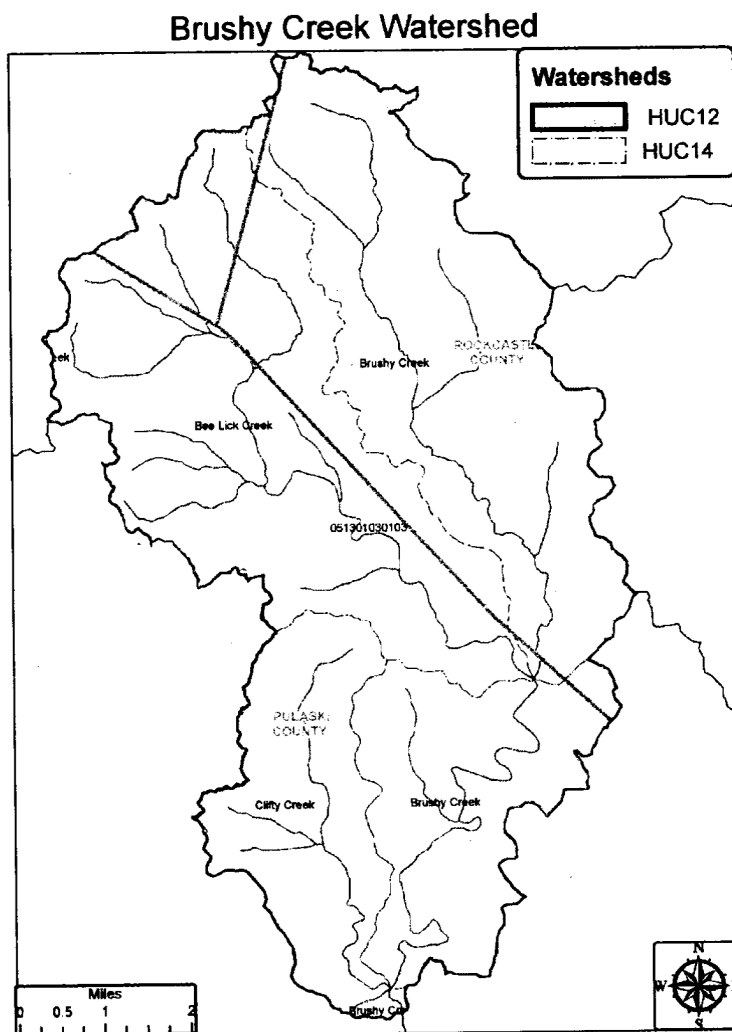 Brushy Creek Watershed
Watersheds
HUC12
HUC14
ROCKCASTLE
COUNTY
Brushy Creek
Bee Lick Creek
051301030103
PULASKI
COUNTY
Clifty Creek
Brushy Creek
Miles
0 0.5 1 2
Brushy
N
W
S